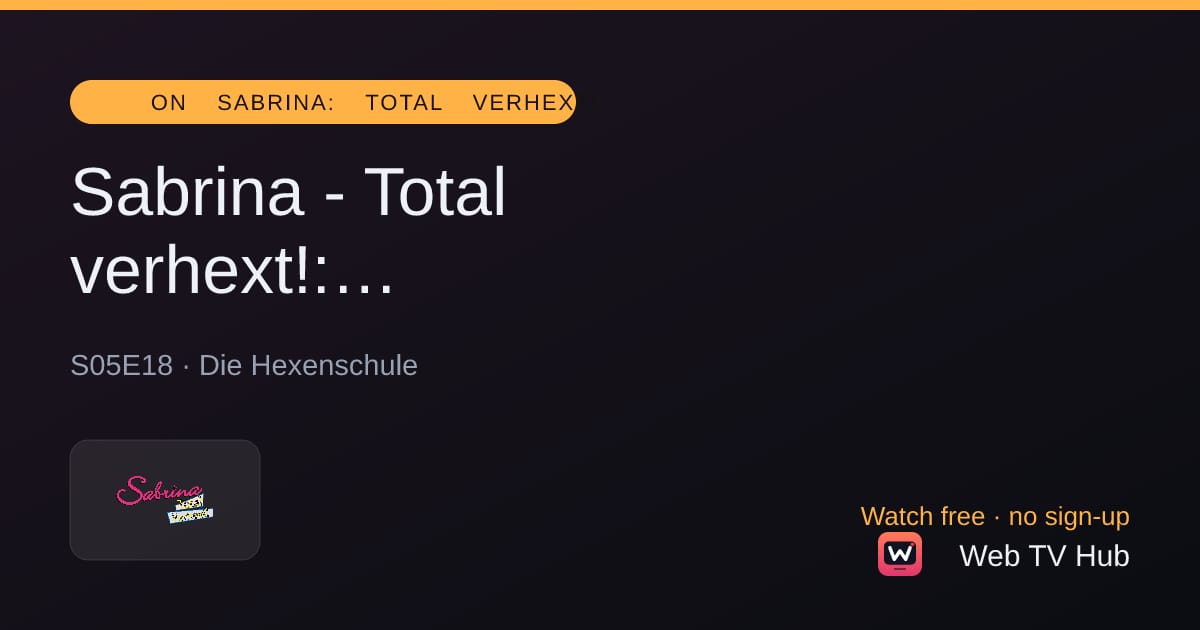 ON SABRINA: TOTAL VERHEX
Sabrina - Total
verhext!:...
S05E18 · Die Hexenschule
Sabrina
Watch free · no sign-up
W
Web TV Hub